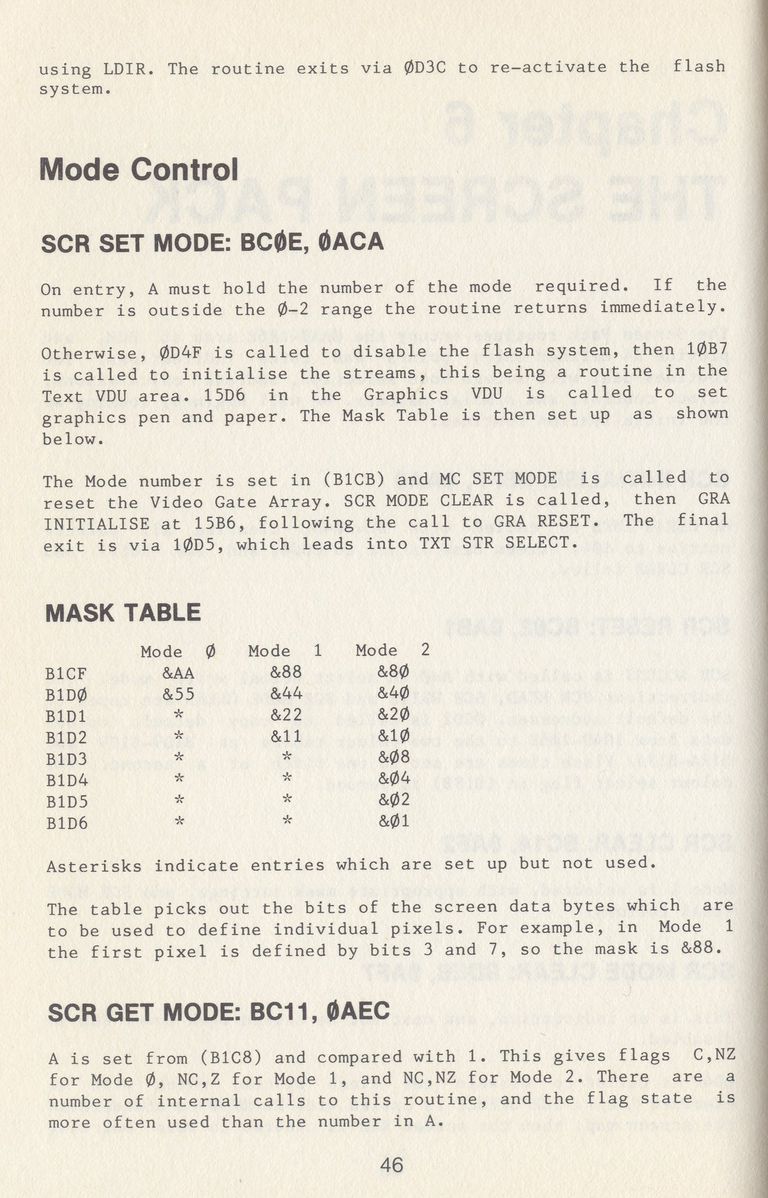 using LDIR. The routine exits via ØD3C to re-activate the flash
system.
Mode Control
SCR SET MODE: BCØE, ØACA
On entry, A must hold the number of the mode required. If the
number is outside the Ø-2 range the routine returns immediately.
Otherwise, ØD4F is called to disable the flash system, then 1ØB7
is called to initialise the streams, this being a routine in the
Text VDU area. 15D6 in the Graphics VDU is called to set
graphics pen and paper. The Mask Table is then set up as shown
below.
The Mode number is set in (B1CB) and MC SET MODE is called to
reset the Video Gate Array. SCR MODE CLEAR is called, then GRA
INITIALISE at 15B6, following the call to GRA RESET. The final
exit is via 1ØD5, which leads into TXT STR SELECT.
MASK TABLE
Mode Ø Mode 1 Mode 2
B1CF &AA &88 &8Ø
B1DØ &55 &44 &4Ø
B1D1 * &22 &2Ø
B1D2 * &11 &1Ø
B1D3 * * &Ø8
B1D4 * * &Ø4
B1D5 * * &Ø2
B1D6 * * &Ø1
Asterisks indicate entries which are set up but not used.
The table picks out the bits of the screen data bytes which are
to be used to define individual pixels. For example, in Mode 1
the first pixel is defined by bits 3 and 7, so the mask is &88.
SCR GET MODE: BC11, ØAEC
A is set from (B1C8) and compared with 1. This gives flags C,NZ
for Mode Ø, NC,Z for Mode 1, and NC,NZ for Mode 2. There are a
number of internal calls to this routine, and the flag state is
more often used than the number in A.
46